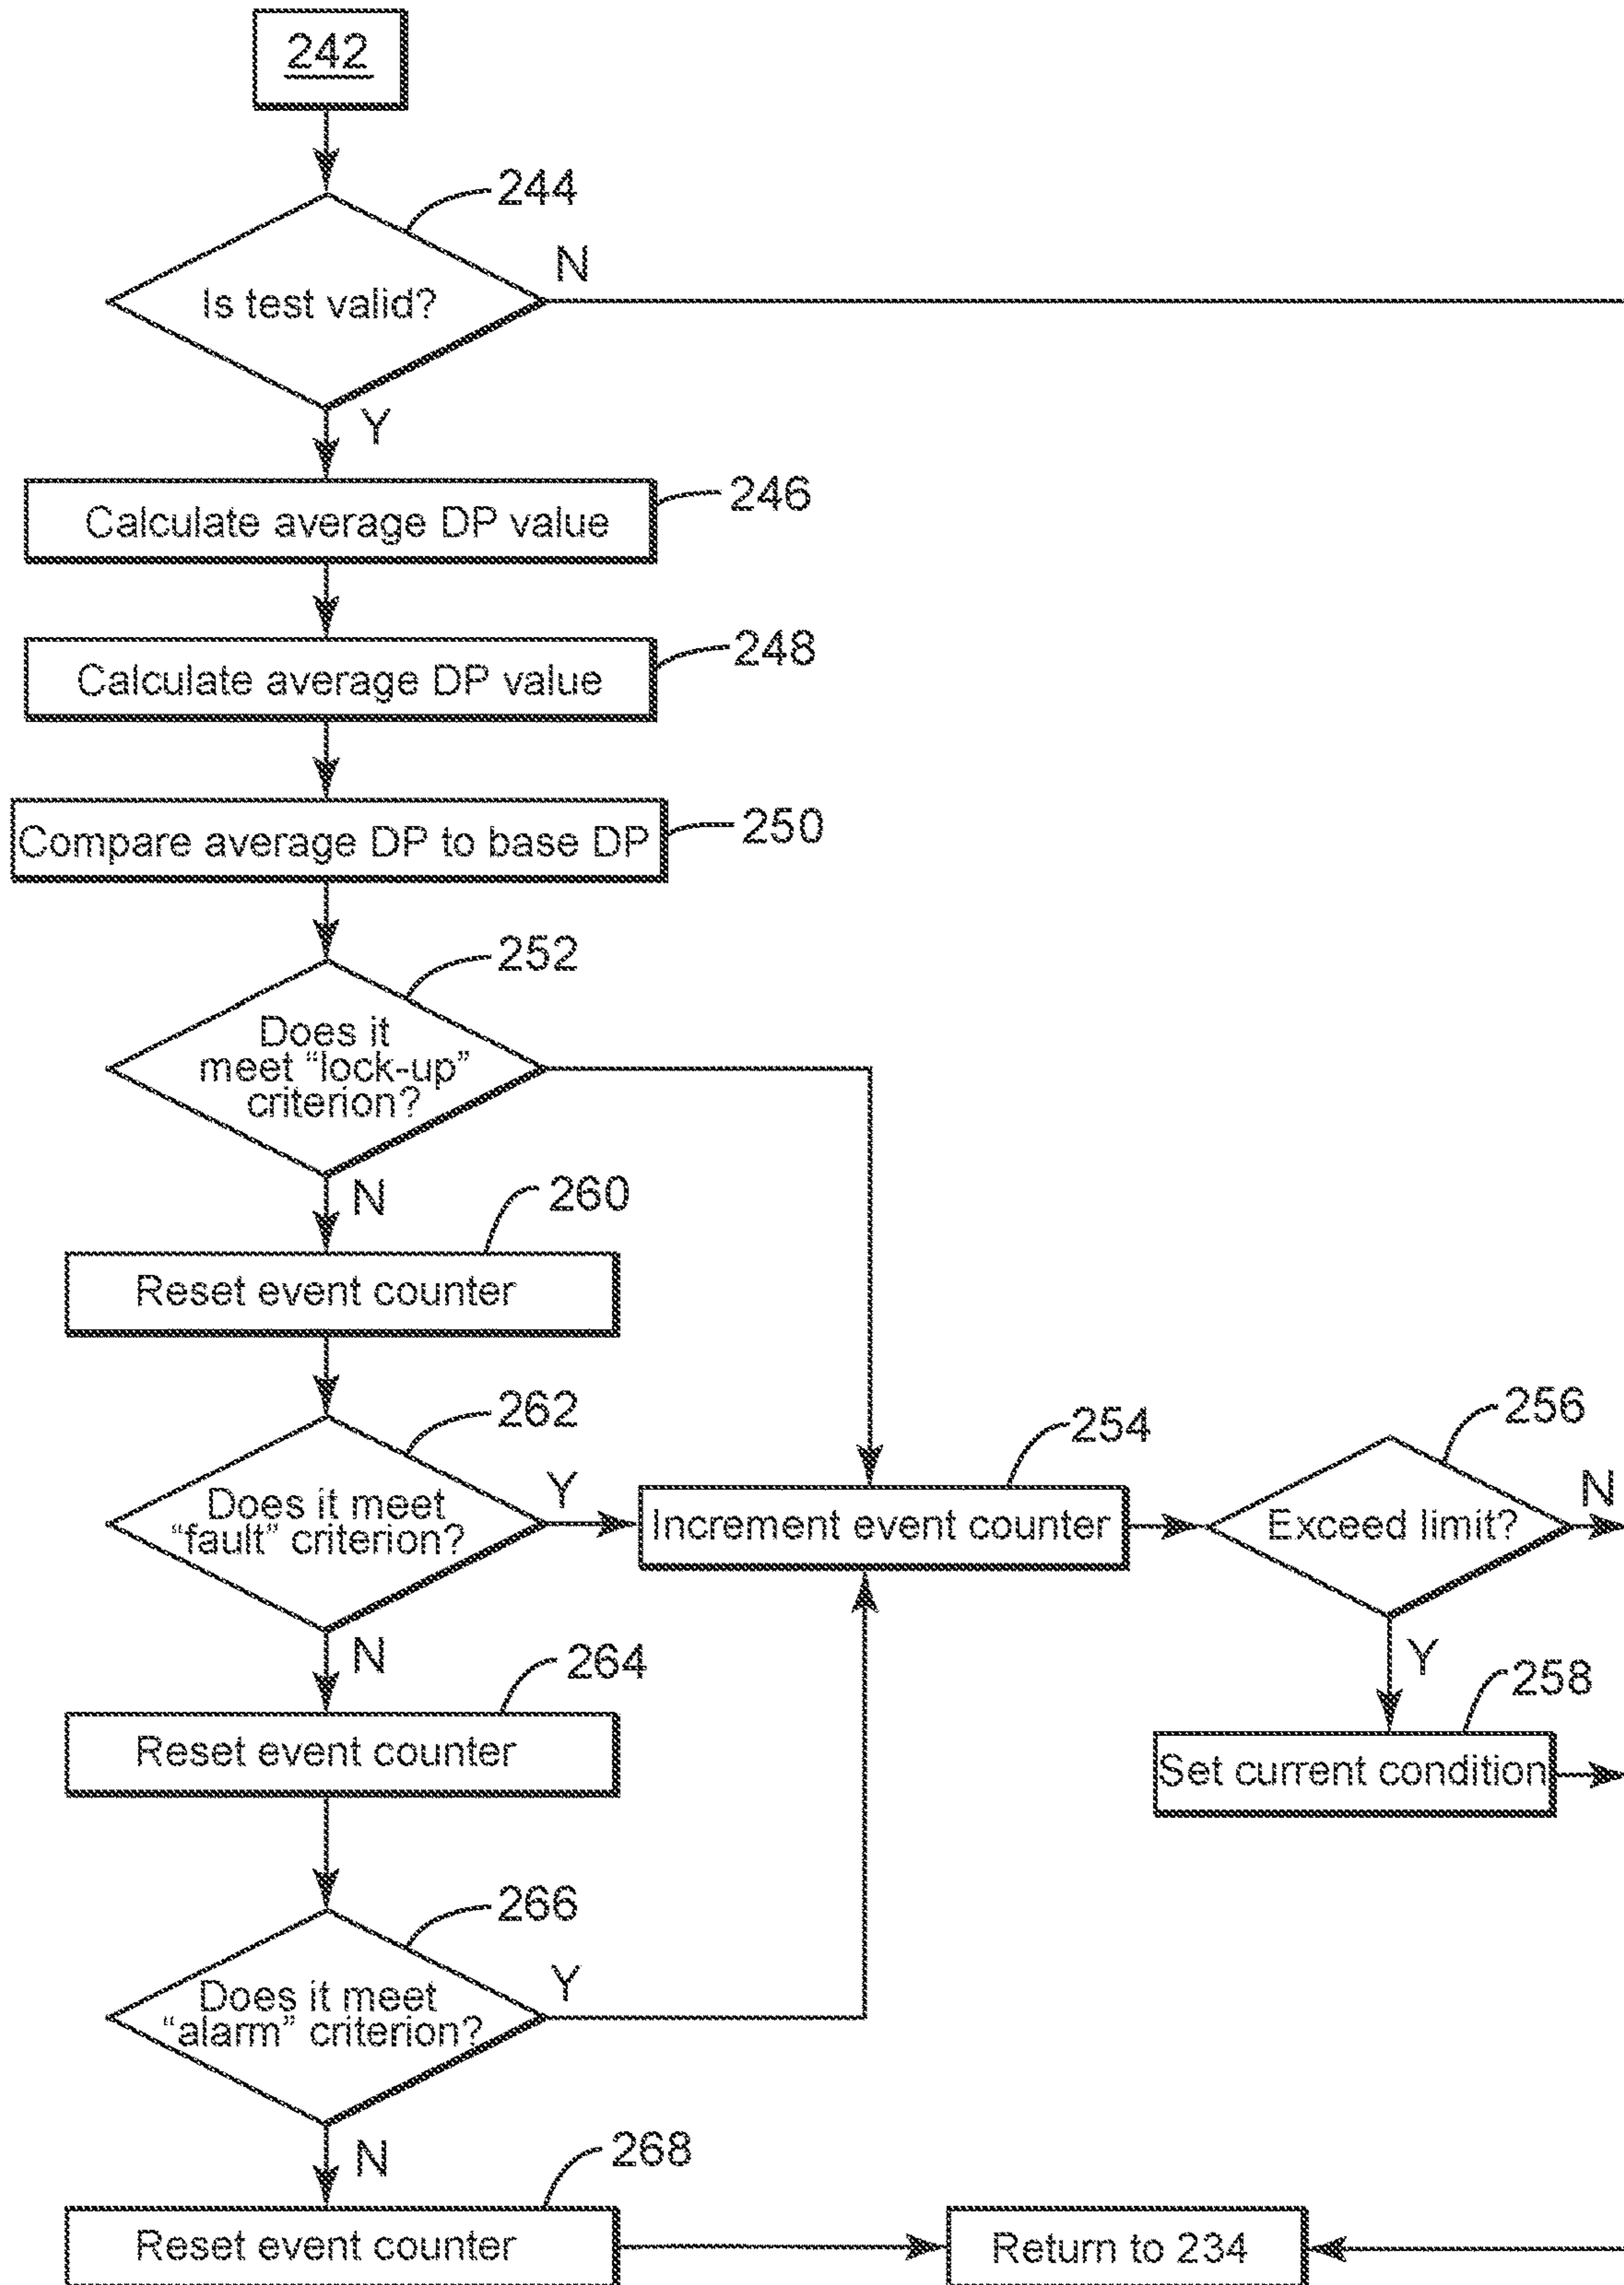 242
244
Is test valid?
N
Y
Calculate average DP value
246
Calculate average DP value
248
Compare average DP to base DP
250
252
Does it
meet “lock-up”
criterion?
N
260
Reset event counter
262
Does it meet
“fault” criterion?
Y
N
254
Increment event counter
256
Exceed limit?
N
Y
258
Set current condition
264
Reset event counter
266
Does it meet
“alarm” criterion?
Y
N
268
Reset event counter
Return to 234